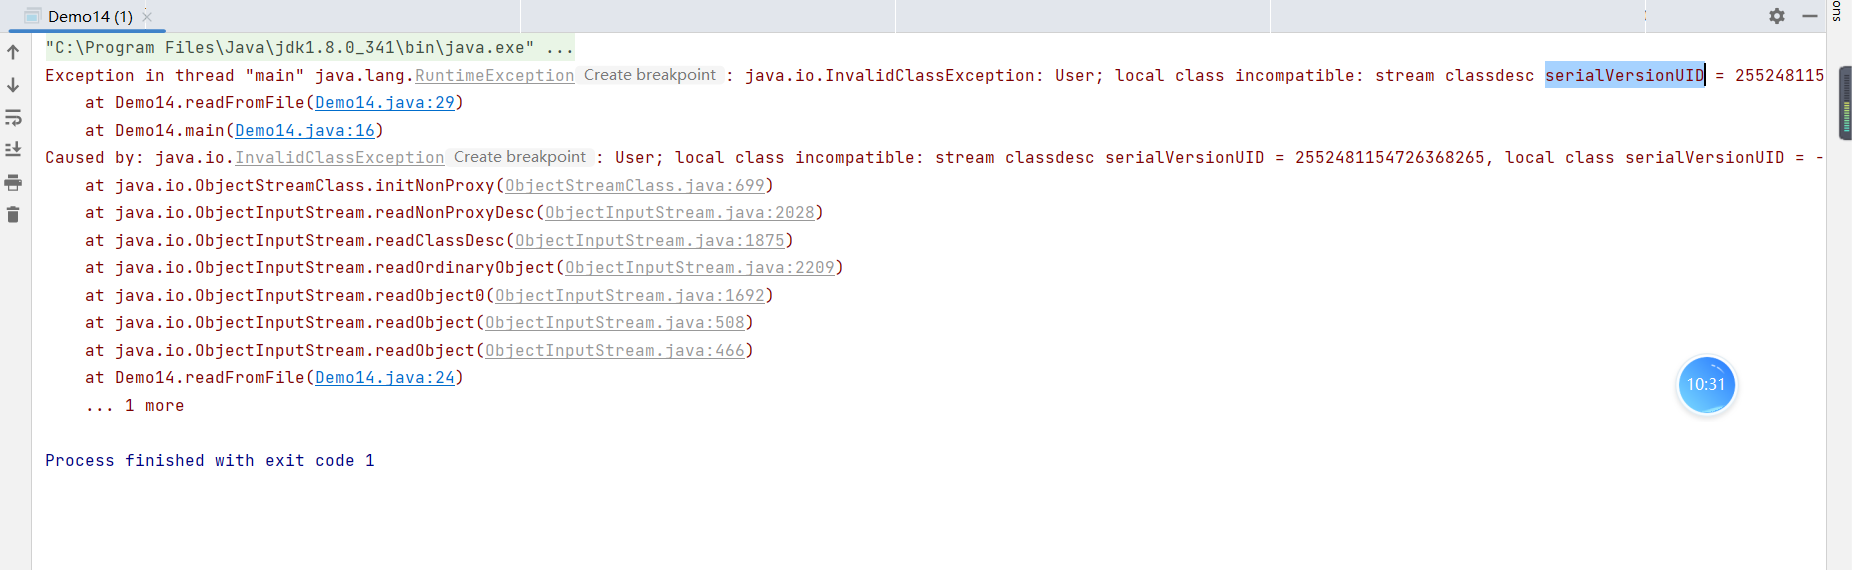 Demo14 (1)
ons
"C:\Program Files\Java\jdk1.8.0_341\bin\java.exe" ...
Exception in thread "main" java.lang.RuntimeException Create breakpoint : java.io.InvalidClassException: User; local class incompatible: stream classdesc serialVersionUID = 255248115
at Demo14.readFromFile(Demo14.java:29)
at Demo14.main(Demo14.java:16)
Caused by: java.io.InvalidClassException Create breakpoint : User; local class incompatible: stream classdesc serialVersionUID = 2552481154726368265, local class serialVersionUID = -
at java.io.ObjectStreamClass.initNonProxy(ObjectStreamClass.java:699)
at java.io.ObjectInputStream.readNonProxyDesc(ObjectInputStream.java:2028)
at java.io.ObjectInputStream.readClassDesc(ObjectInputStream.java:1875)
at java.io.ObjectInputStream.readOrdinaryObject(ObjectInputStream.java:2209)
at java.io.ObjectInputStream.readObject0(ObjectInputStream.java:1692)
at java.io.ObjectInputStream.readObject(ObjectInputStream.java:508)
at java.io.ObjectInputStream.readObject(ObjectInputStream.java:466)
at Demo14.readFromFile(Demo14.java:24)
... 1 more
10:31
Process finished with exit code 1